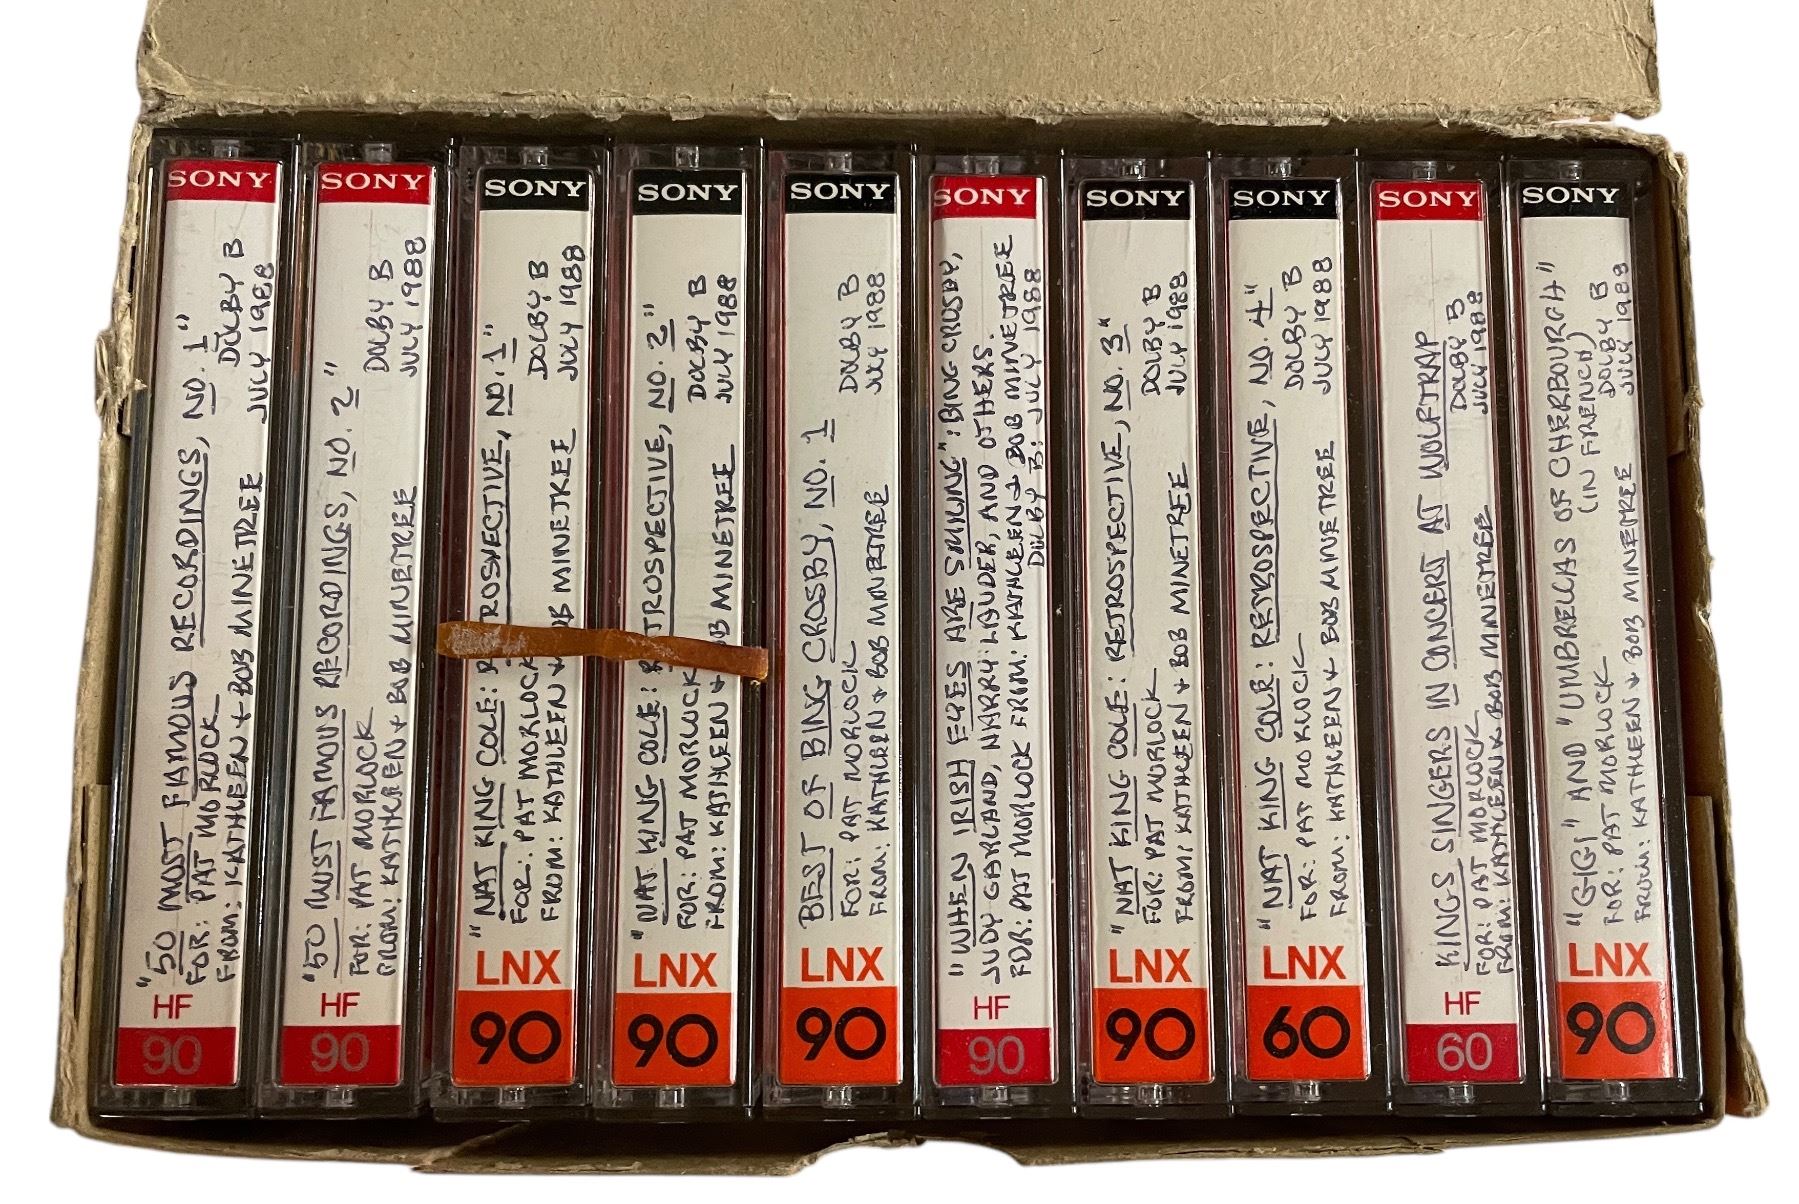 SONY
"50 MOST FAMOUS RECORDINGS, NO. 1"
DOLBY B
FOR: PAT MORLOCK
JULY 1988
FROM: KATHLEEN + BOB MINETREE
HF
90
SONY
"50 MOST FAMOUS RECORDINGS, NO. 2"
FOR: PAT MORLOCK
DOLBY B
FROM: KATHLEEN + BOB MINETREE
JULY 1988
HF
90
SONY
"NAT KING COLE: RETROSPECTIVE, NO. 1"
FOR: PAT MORLOCK
DOLBY B
FROM: KATHLEEN + BOB MINETREE
JULY 1988
LNX
90
SONY
"NAT KING COLE: RETROSPECTIVE, NO. 2"
FOR: PAT MORLOCK
DOLBY B
FROM: KATHLEEN + BOB MINETREE
JULY 1988
LNX
90
SONY
BEST OF BING CROSBY, NO. 1
FOR: PAT MORLOCK
DOLBY B
FROM: KATHLEEN + BOB MINETREE
JULY 1988
LNX
90
SONY
"WHEN IRISH EYES ARE SMILING": BING CROSBY,
JUDY GARLAND, HARRY LAUDER, AND OTHERS.
FOR: PAT MORLOCK FROM: KATHLEEN + BOB MINETREE
DOLBY B: JULY 1988
HF
90
SONY
"NAT KING COLE: RETROSPECTIVE, NO. 3"
FOR: PAT MORLOCK
DOLBY B
FROM: KATHLEEN + BOB MINETREE
JULY 1988
LNX
90
SONY
"NAT KING COLE: RETROSPECTIVE, NO. 4"
FOR: PAT MORLOCK
DOLBY B
FROM: KATHLEEN + BOB MINETREE
JULY 1988
LNX
60
SONY
KINGS SINGERS IN CONCERT AT WOLFTRAP
FOR: PAT MORLOCK
DOLBY B
FROM: KATHLEEN + BOB MINETREE
JULY 1988
HF
60
SONY
"GIGI" AND "UMBRELLAS OF CHERBOURGH"
(IN FRENCH)
FOR: PAT MORLOCK
DOLBY B
FROM: KATHLEEN + BOB MINETREE
JULY 1988
LNX
90